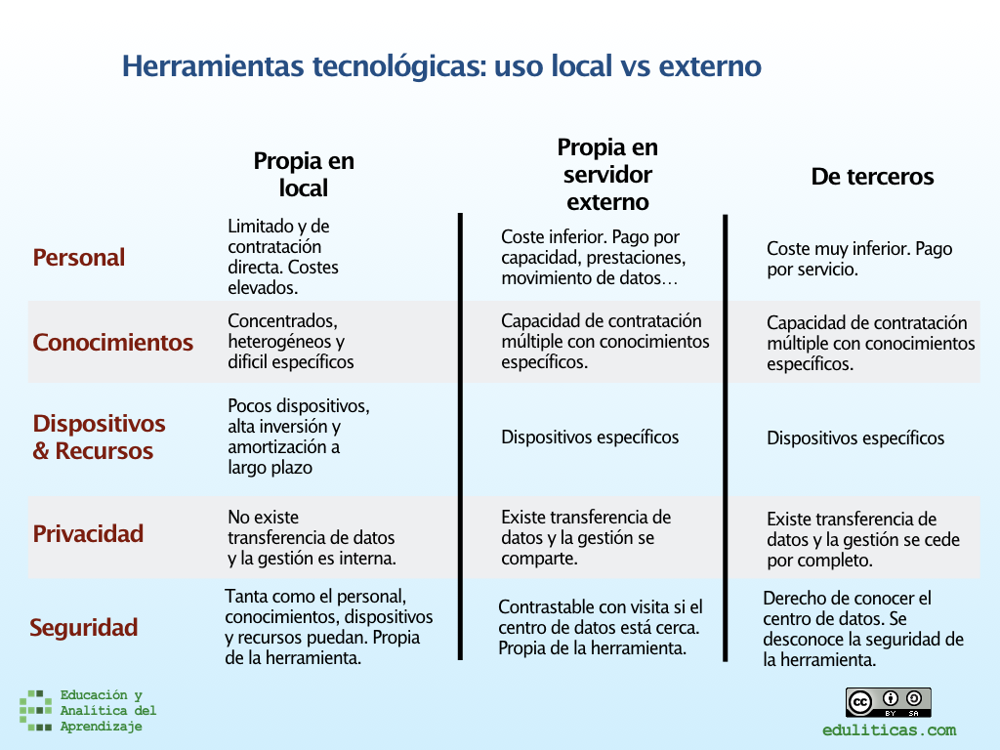 Herramientas tecnológicas: uso local vs externo
Propia en
local
Propia en
servidor
externo
De terceros
Personal
Limitado y de
contratación
directa. Costes
elevados.
Coste inferior. Pago por
capacidad, prestaciones,
movimiento de datos…
Coste muy inferior. Pago
por servicio.
Conocimientos
Concentrados,
heterogéneos y
dificil específicos
Capacidad de contratación
múltiple con conocimientos
específicos.
Capacidad de contratación
múltiple con conocimientos
específicos.
Dispositivos
& Recursos
Pocos dispositivos,
alta inversión y
amortización a
largo plazo
Dispositivos específicos
Dispositivos específicos
Privacidad
No existe
transferencia de datos
y la gestión es interna.
Existe transferencia de
datos y la gestión se
comparte.
Existe transferencia de
datos y la gestión se cede
por completo.
Seguridad
Tanta como el personal,
conocimientos, dispositivos
y recursos puedan. Propia
de la herramienta.
Contrastable con visita si el
centro de datos está cerca.
Propia de la herramienta.
Derecho de conocer el
centro de datos. Se
desconoce la seguridad de
la herramienta.
Educación y
Analítica del
Aprendizaje
cc
BY SA
eduliticas.com